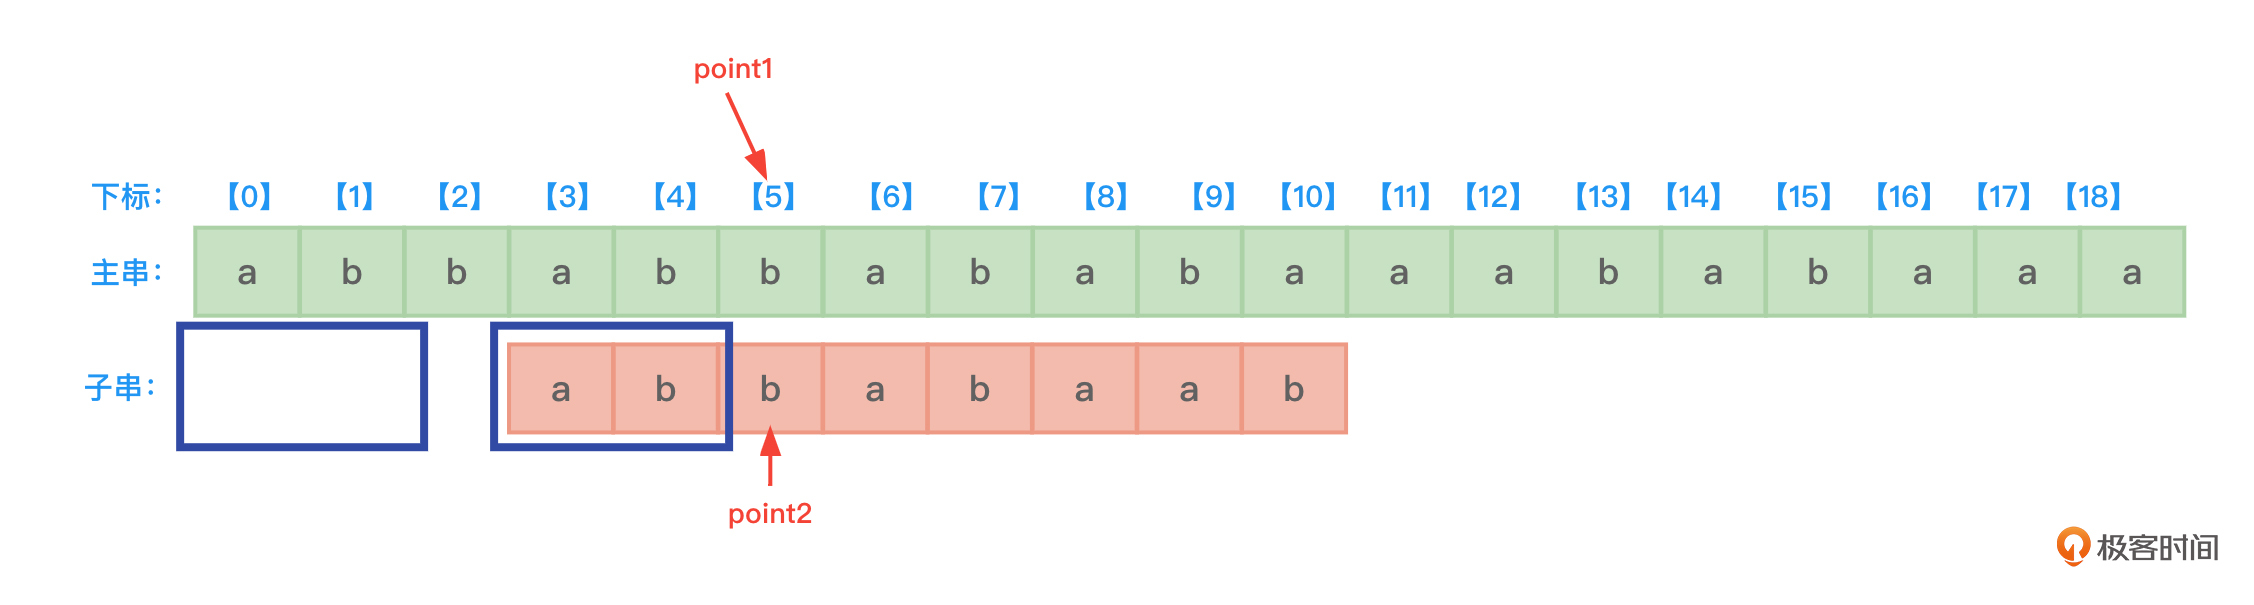 point1
下标: 【0】 【1】 【2】 【3】 【4】 【5】 【6】 【7】 【8】 【9】 【10】 【11】 【12】 【13】 【14】 【15】 【16】 【17】 【18】
主串: a b b a b b a b a b a a a b a b a a a
子串: a b b a b a a b
point2
极客时间